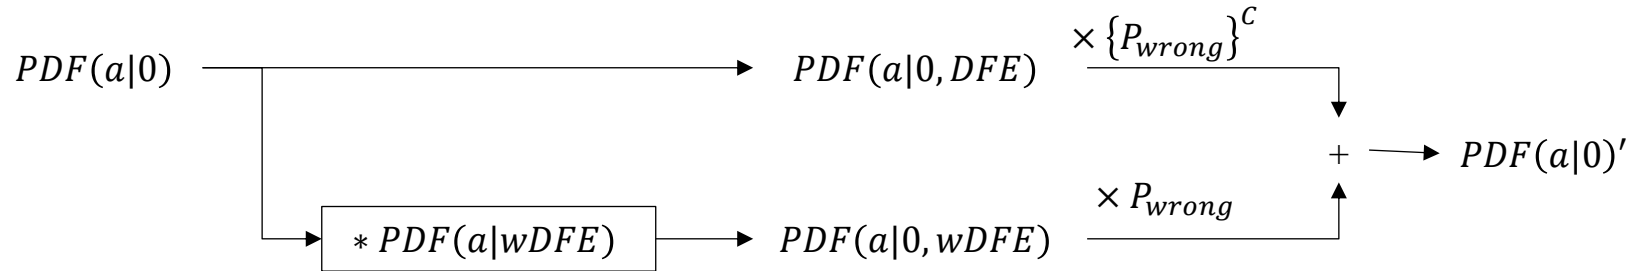 PDF(a|0)
PDF(a|0, DFE)
× {P_wrong}^C
+
PDF(a|0)′
∗ PDF(a|wDFE)
PDF(a|0, wDFE)
× P_wrong